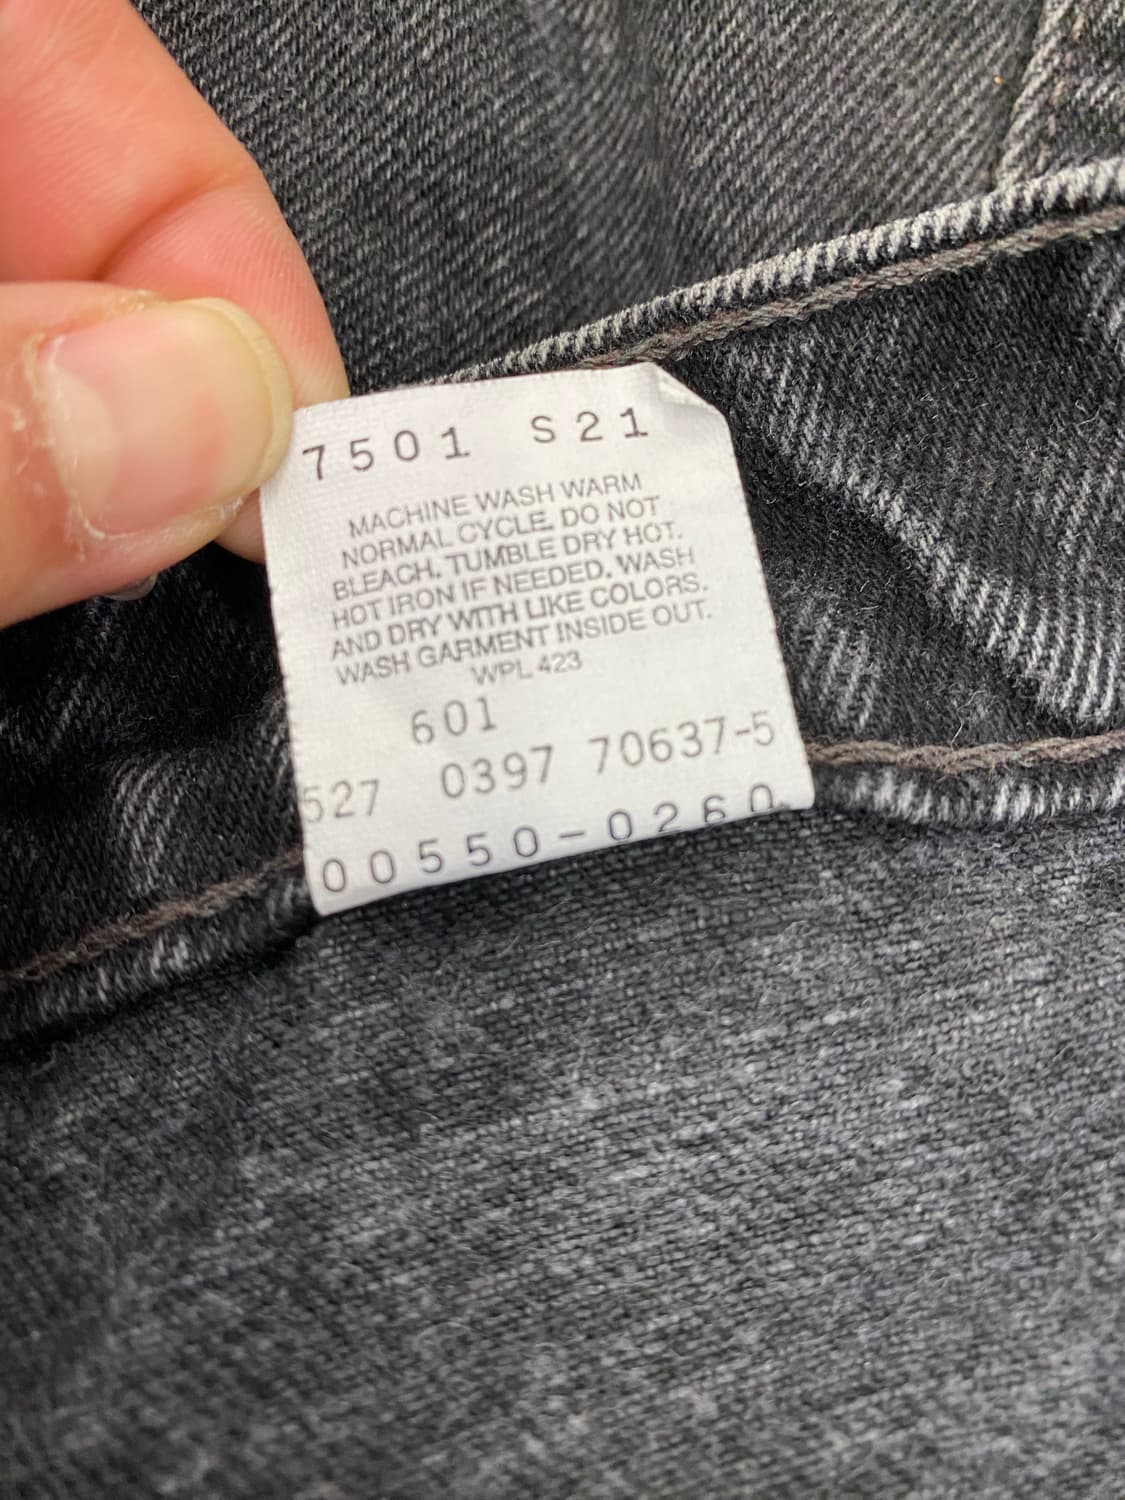 7501 S21
MACHINE WASH WARM
NORMAL CYCLE. DO NOT
BLEACH. TUMBLE DRY HOT.
HOT IRON IF NEEDED. WASH
AND DRY WITH LIKE COLORS.
WASH GARMENT INSIDE OUT.
WPL 423
601
527 0397 70637-5
00550-0260